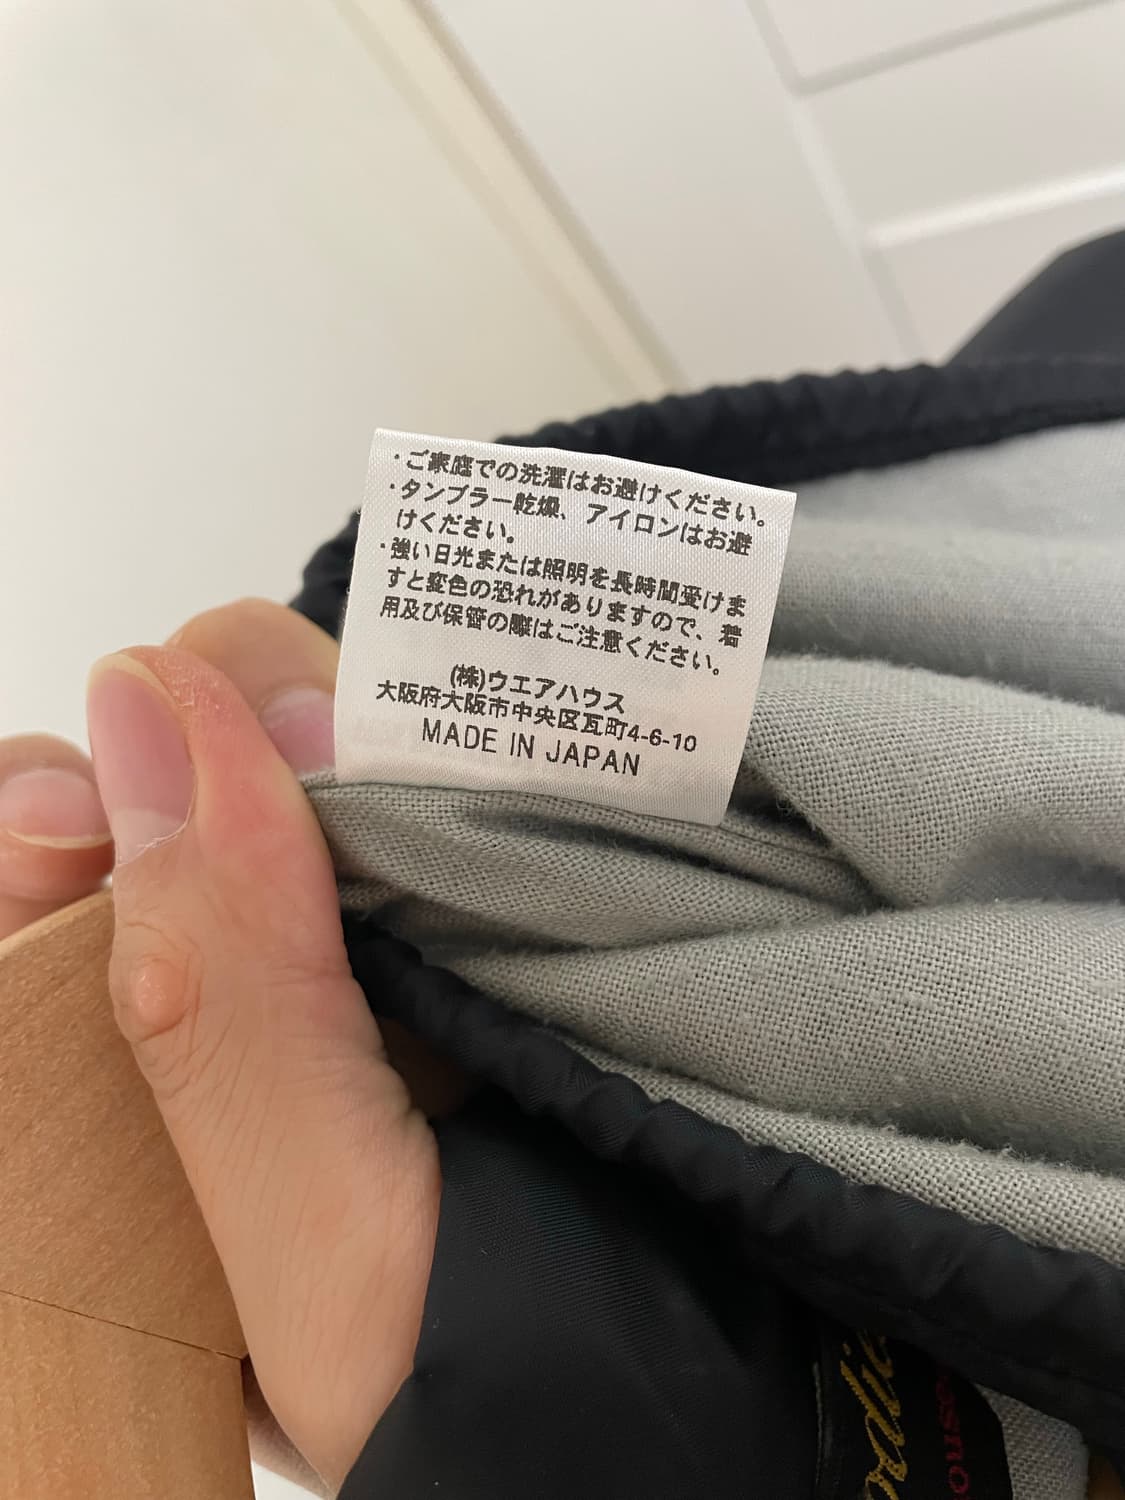 ・ご家庭での洗濯はお避けください。
・タンブラー乾燥、アイロンはお避
けください。
・強い日光または照明を長時間受けま
すと変色の恐れがありますので、着
用及び保管の際はご注意ください。
(株)ウエアハウス
大阪府大阪市中央区瓦町4-6-10
MADE IN JAPAN